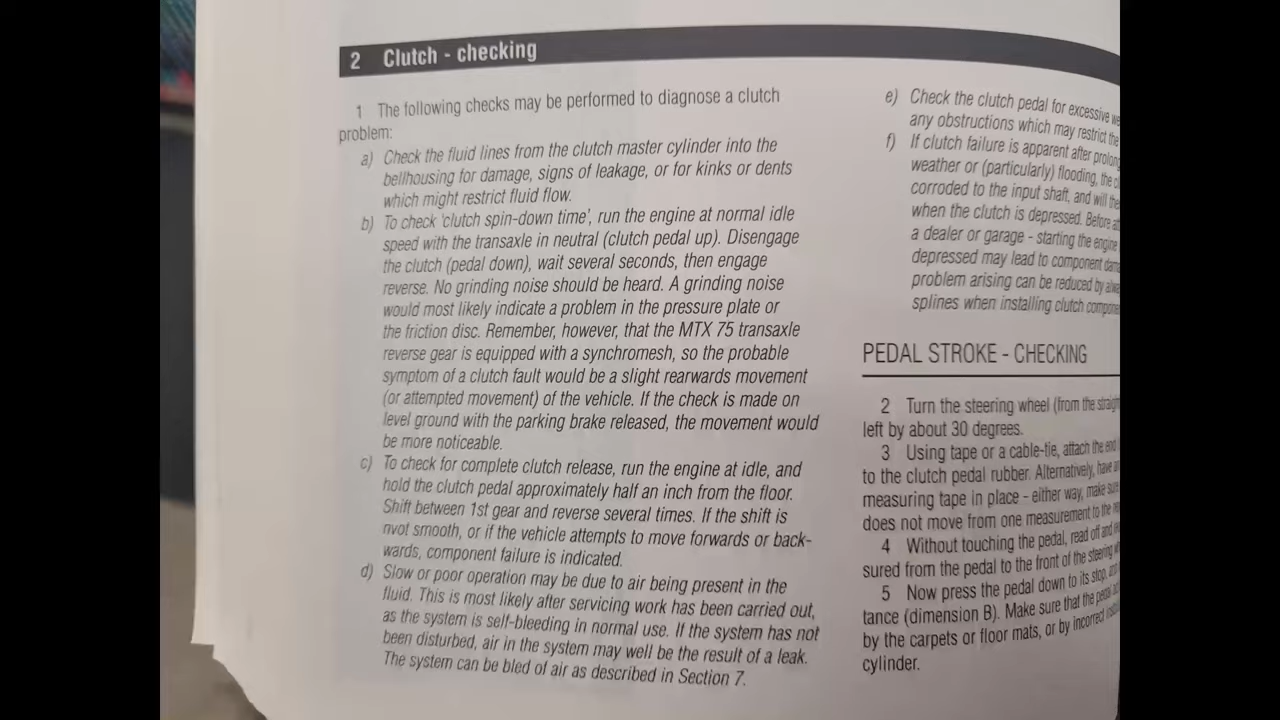 2 Clutch - checking
1 The following checks may be performed to diagnose a clutch
problem:
a) Check the fluid lines from the clutch master cylinder into the
bellhousing for damage, signs of leakage, or for kinks or dents
which might restrict fluid flow.
b) To check 'clutch spin-down time', run the engine at normal idle
speed with the transaxle in neutral (clutch pedal up). Disengage
the clutch (pedal down), wait several seconds, then engage
reverse. No grinding noise should be heard. A grinding noise
would most likely indicate a problem in the pressure plate or
the friction disc. Remember, however, that the MTX 75 transaxle
reverse gear is equipped with a synchromesh, so the probable
symptom of a clutch fault would be a slight rearwards movement
(or attempted movement) of the vehicle. If the check is made on
level ground with the parking brake released, the movement would
be more noticeable.
c) To check for complete clutch release, run the engine at idle, and
hold the clutch pedal approximately half an inch from the floor.
Shift between 1st gear and reverse several times. If the shift is
nvot smooth, or if the vehicle attempts to move forwards or back-
wards, component failure is indicated.
d) Slow or poor operation may be due to air being present in the
fluid. This is most likely after servicing work has been carried out,
as the system is self-bleeding in normal use. If the system has not
been disturbed, air in the system may well be the result of a leak.
The system can be bled of air as described in Section 7.
e) Check the clutch pedal for excessive
any obstructions which may restrict the
f) If clutch failure is apparent after
weather or (particularly) flooding, the
corroded to the input shaft, and will
when the clutch is depressed. Before
a dealer or garage - starting the engine
depressed may lead to component
problem arising can be reduced by
splines when installing clutch
PEDAL STROKE - CHECKING
2 Turn the steering wheel (from the
left by about 30 degrees.
3 Using tape or a cable-tie, attach the end
to the clutch pedal rubber. Alternatively, have
measuring tape in place - either way, make sure
does not move from one measurement to the
4 Without touching the pedal, read off and
sured from the pedal to the front of the steering
5 Now press the pedal down to its stop, and
tance (dimension B). Make sure that the pedal
by the carpets or floor mats, or by incorrect
cylinder.